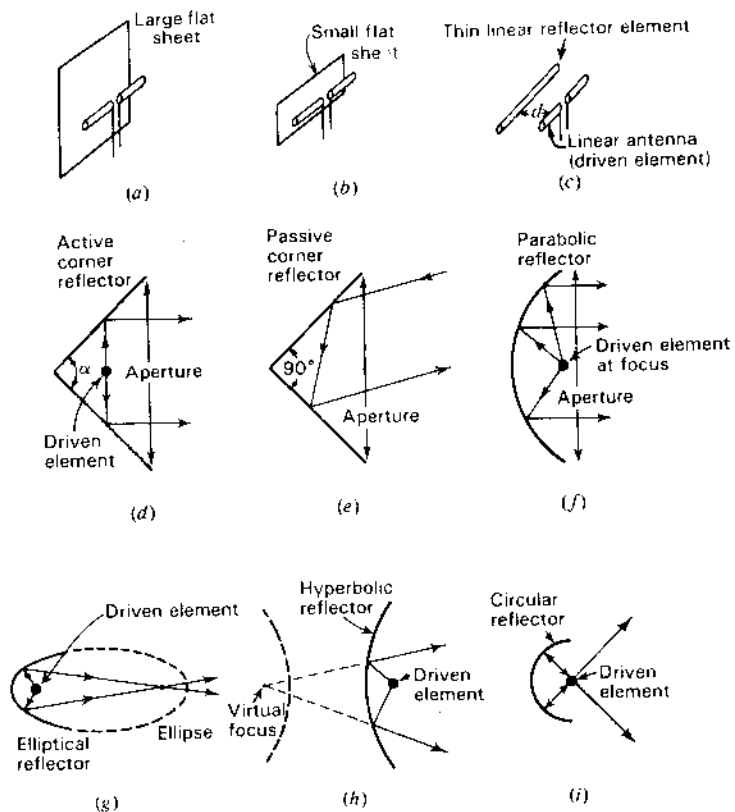 Large flat
sheet
(a)
Small flat
sheet
(b)
Thin linear reflector element
d
Linear antenna
(driven element)
(c)
Active
corner
reflector
α
Aperture
Driven
element
(d)
Passive
corner
reflector
90°
Aperture
(e)
Parabolic
reflector
Driven element
at focus
Aperture
(f)
Driven element
Elliptical
reflector
Ellipse
(g)
Hyperbolic
reflector
Virtual
focus
Driven
element
(h)
Circular
reflector
Driven
element
(i)